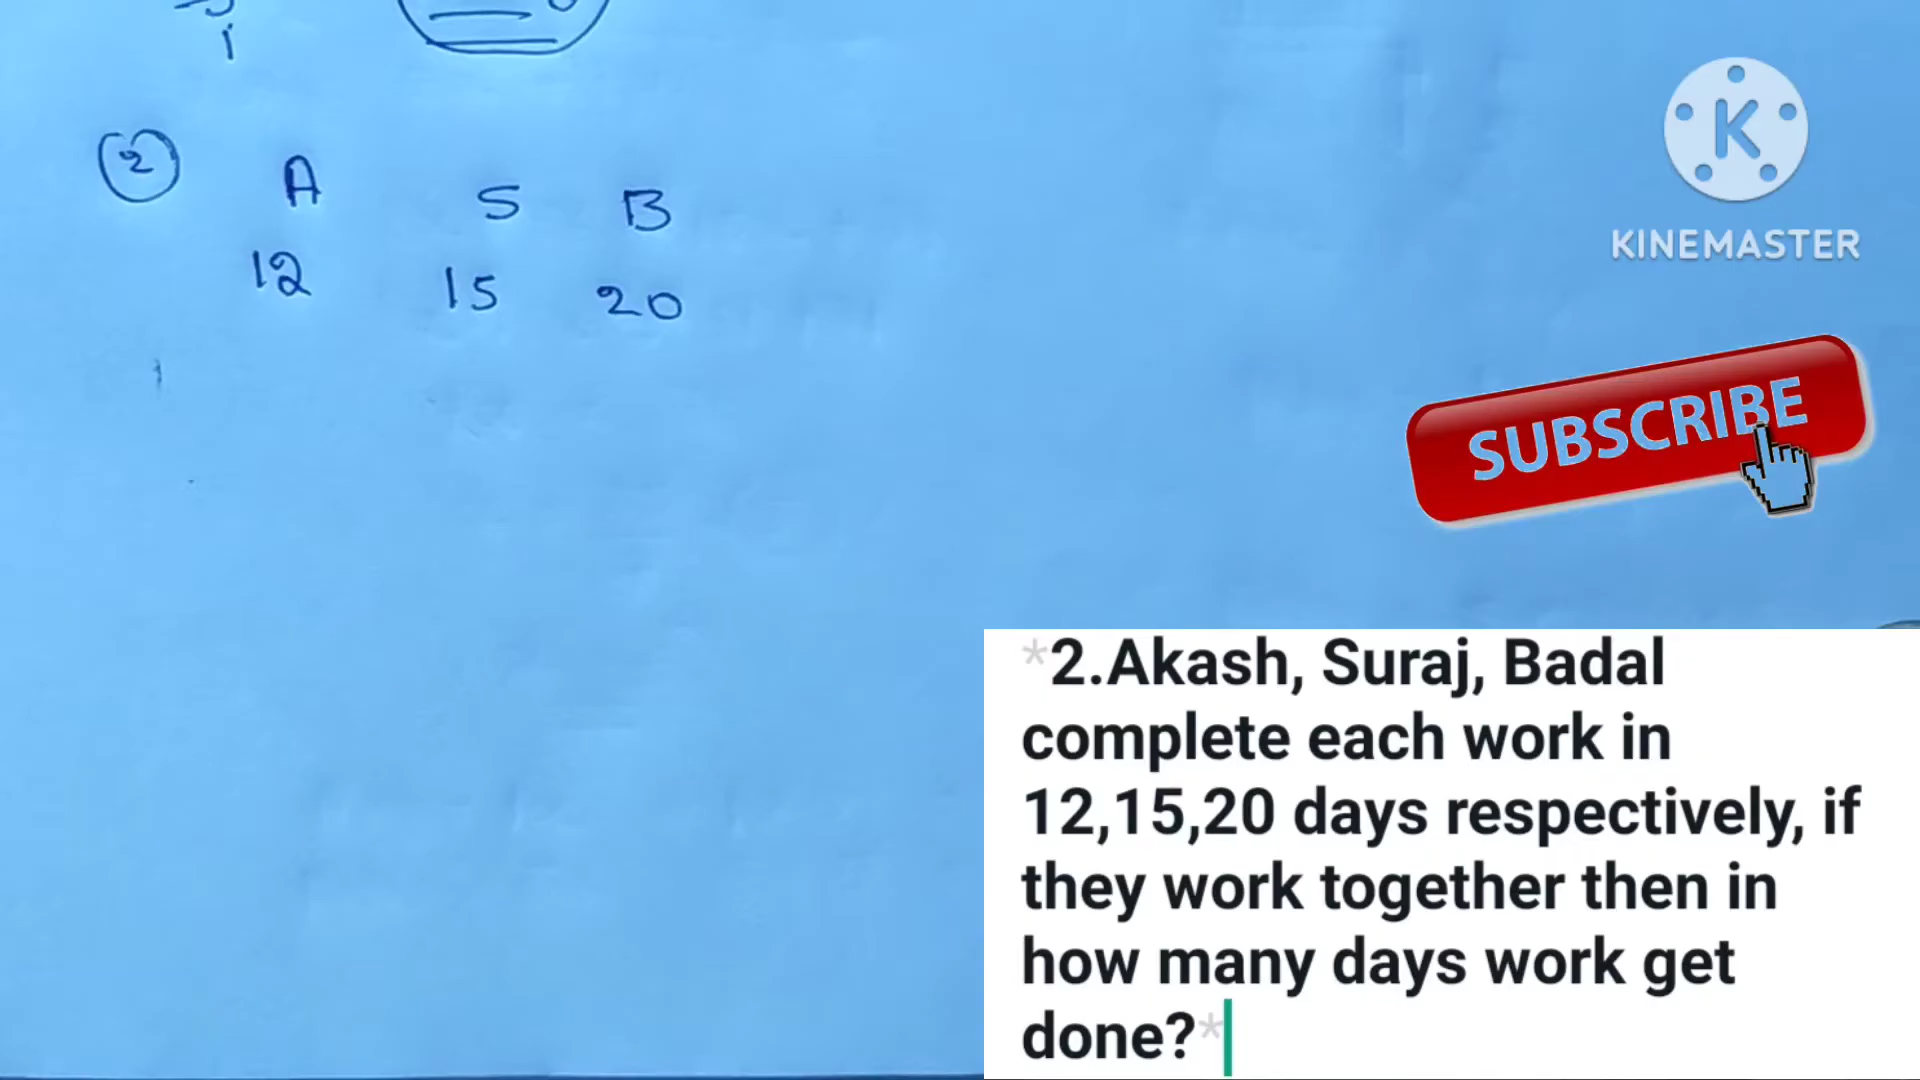 2
A S B
12 15 20
KINEMASTER
SUBSCRIBE
*2.Akash, Suraj, Badal
complete each work in
12,15,20 days respectively, if
they work together then in
how many days work get
done?*